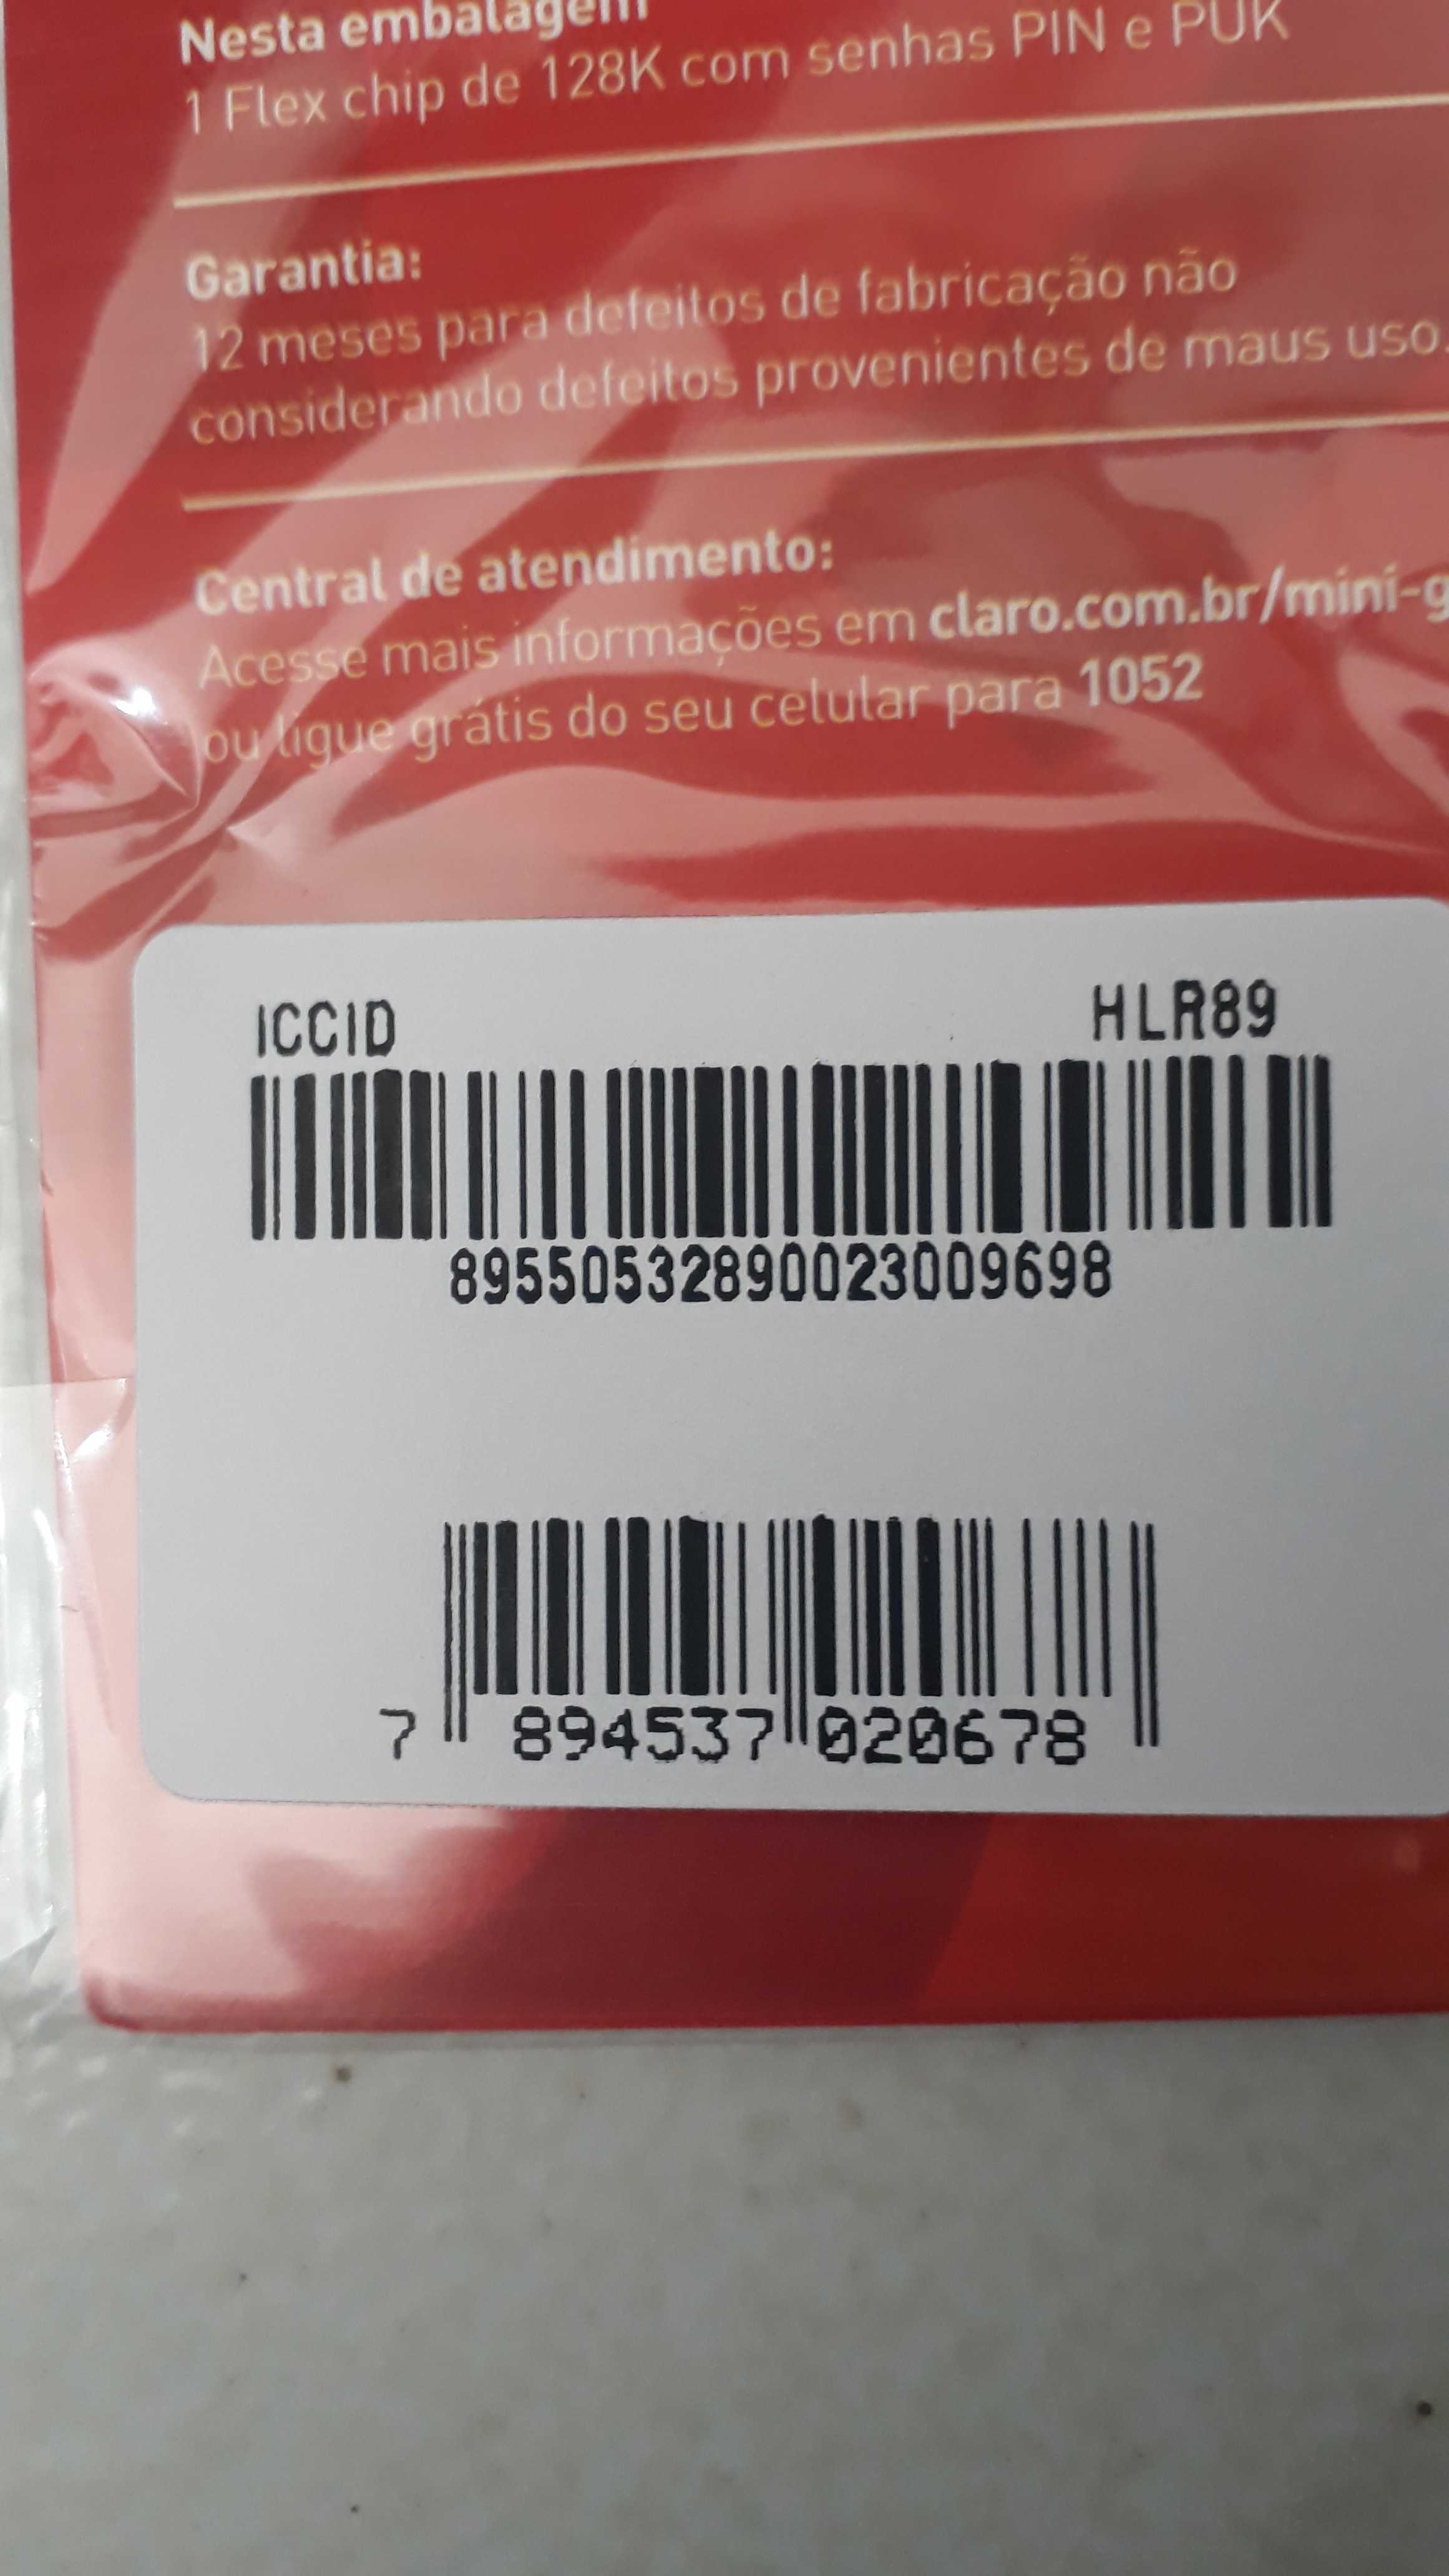 Nesta embalagem
1 Flex chip de 128K com senhas PIN e PUK
Garantia:
12 meses para defeitos de fabricação não
considerando defeitos provenientes de maus uso.
Central de atendimento:
Acesse mais informações em claro.com.br/mini-g
ou ligue grátis do seu celular para 1052
ICCID HLR89
89550532890023009698
7 894537 020678